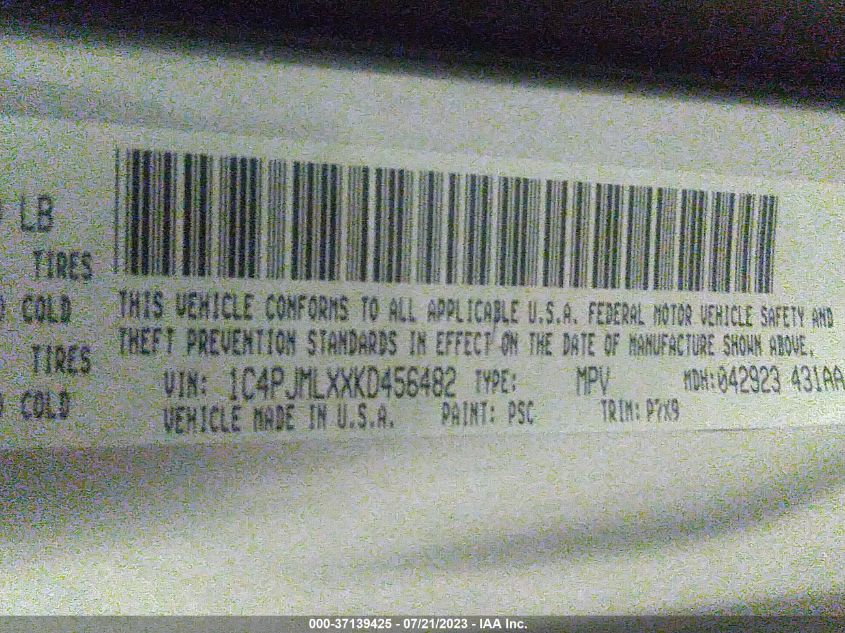 LB
TIRES
COLD
TIRES
COLD
THIS VEHICLE CONFORMS TO ALL APPLICABLE U.S.A. FEDERAL MOTOR VEHICLE SAFETY AND
THEFT PREVENTION STANDARDS IN EFFECT ON THE DATE OF MANUFACTURE SHOWN ABOVE.
VIN: 1C4PJMLXXKD456482 TYPE: MPV MDH:042923 431AA
VEHICLE MADE IN U.S.A. PAINT: PSC TRIM: P7X9
000-37139425 - 07/21/2023 - IAA Inc.